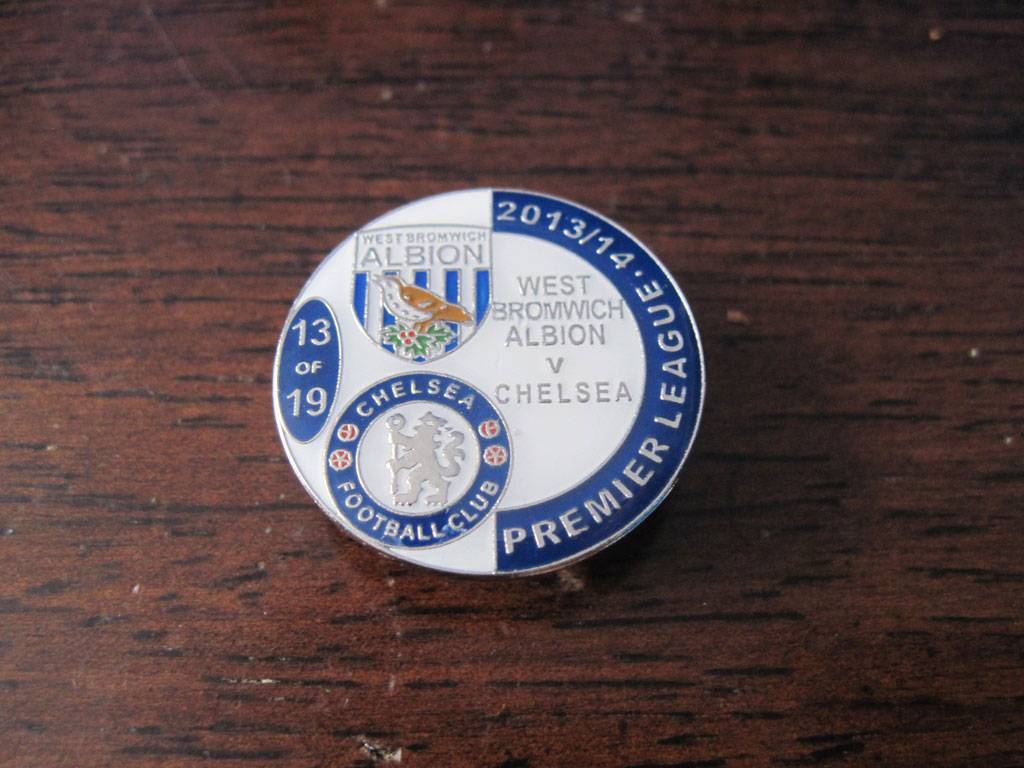 WEST BROMWICH
ALBION
13
OF
19
CHELSEA
FOOTBALL CLUB
WEST
BROMWICH
ALBION
V
CHELSEA
2013/14. PREMIER LEAGUE: